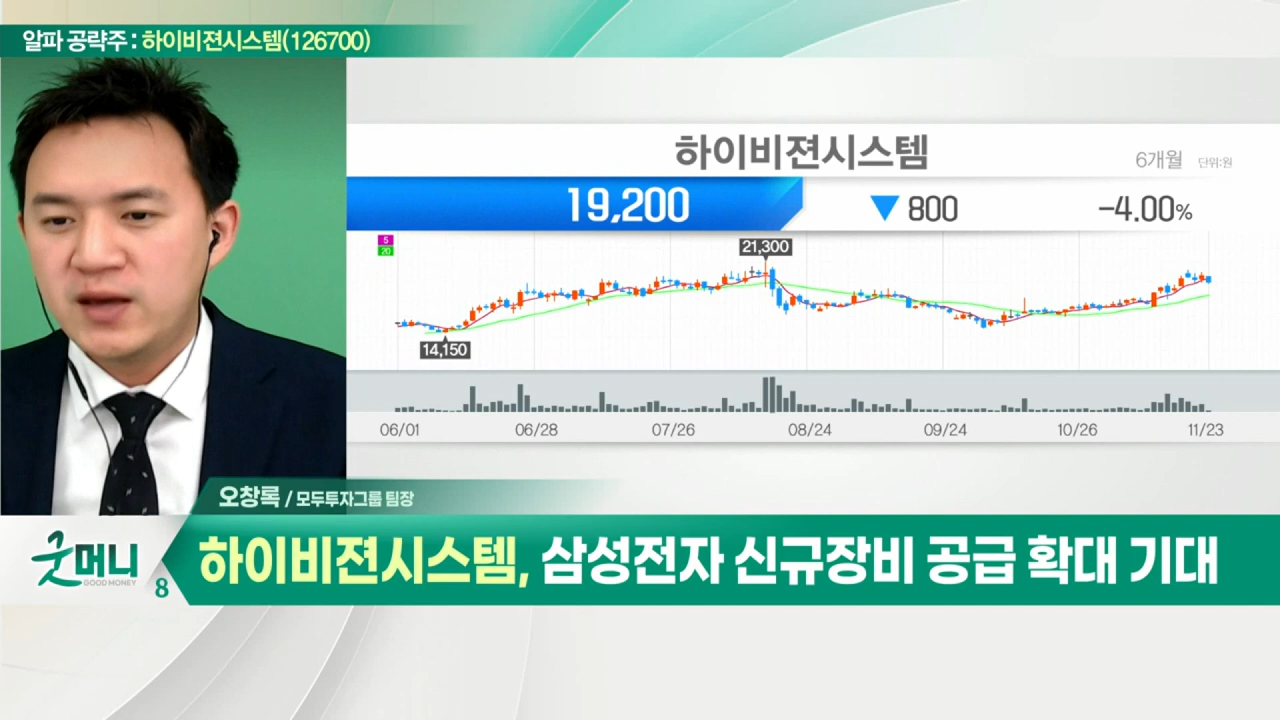 알파 공략주 : 하이비젼시스템(126700)
하이비젼시스템
6개월 단위:원
19,200 ▼ 800 -4.00%
5
20
21,300
14,150
06/01 06/28 07/26 08/24 09/24 10/26 11/23
오창록 / 모두투자그룹 팀장
굿머니
GOOD MONEY
8
하이비젼시스템, 삼성전자 신규장비 공급 확대 기대